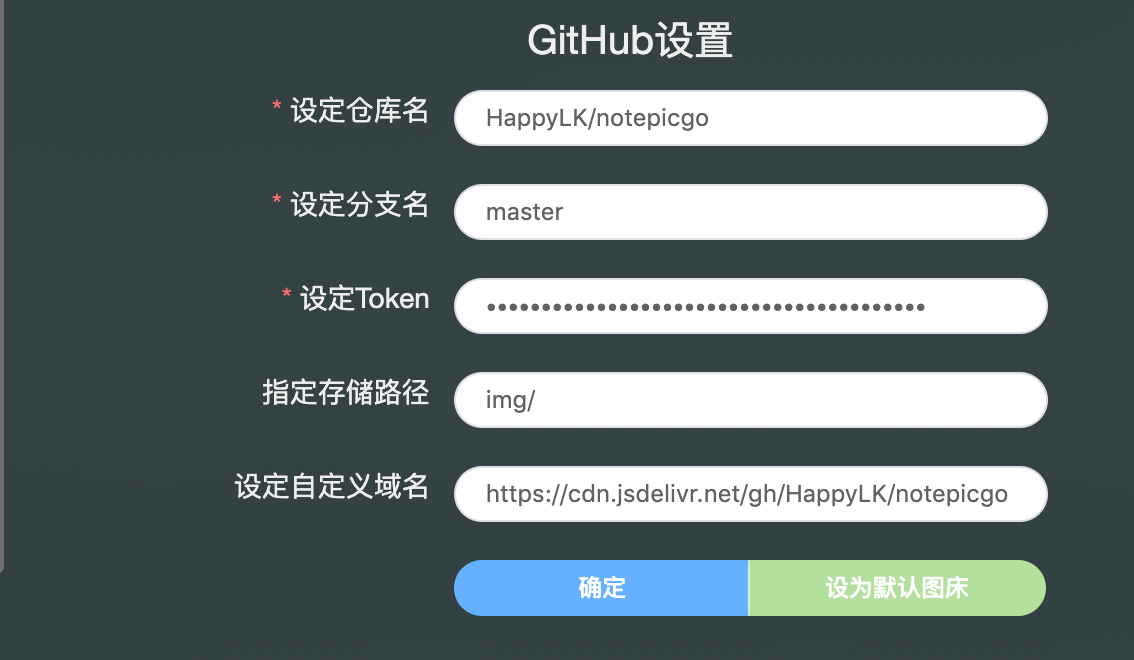 GitHub设置
* 设定仓库名 HappyLK/notepicgo
* 设定分支名 master
* 设定Token ••••••••••••••••••••••••••••••••••••••••
指定存储路径 img/
设定自定义域名 https://cdn.jsdelivr.net/gh/HappyLK/notepicgo
确定 设为默认图床